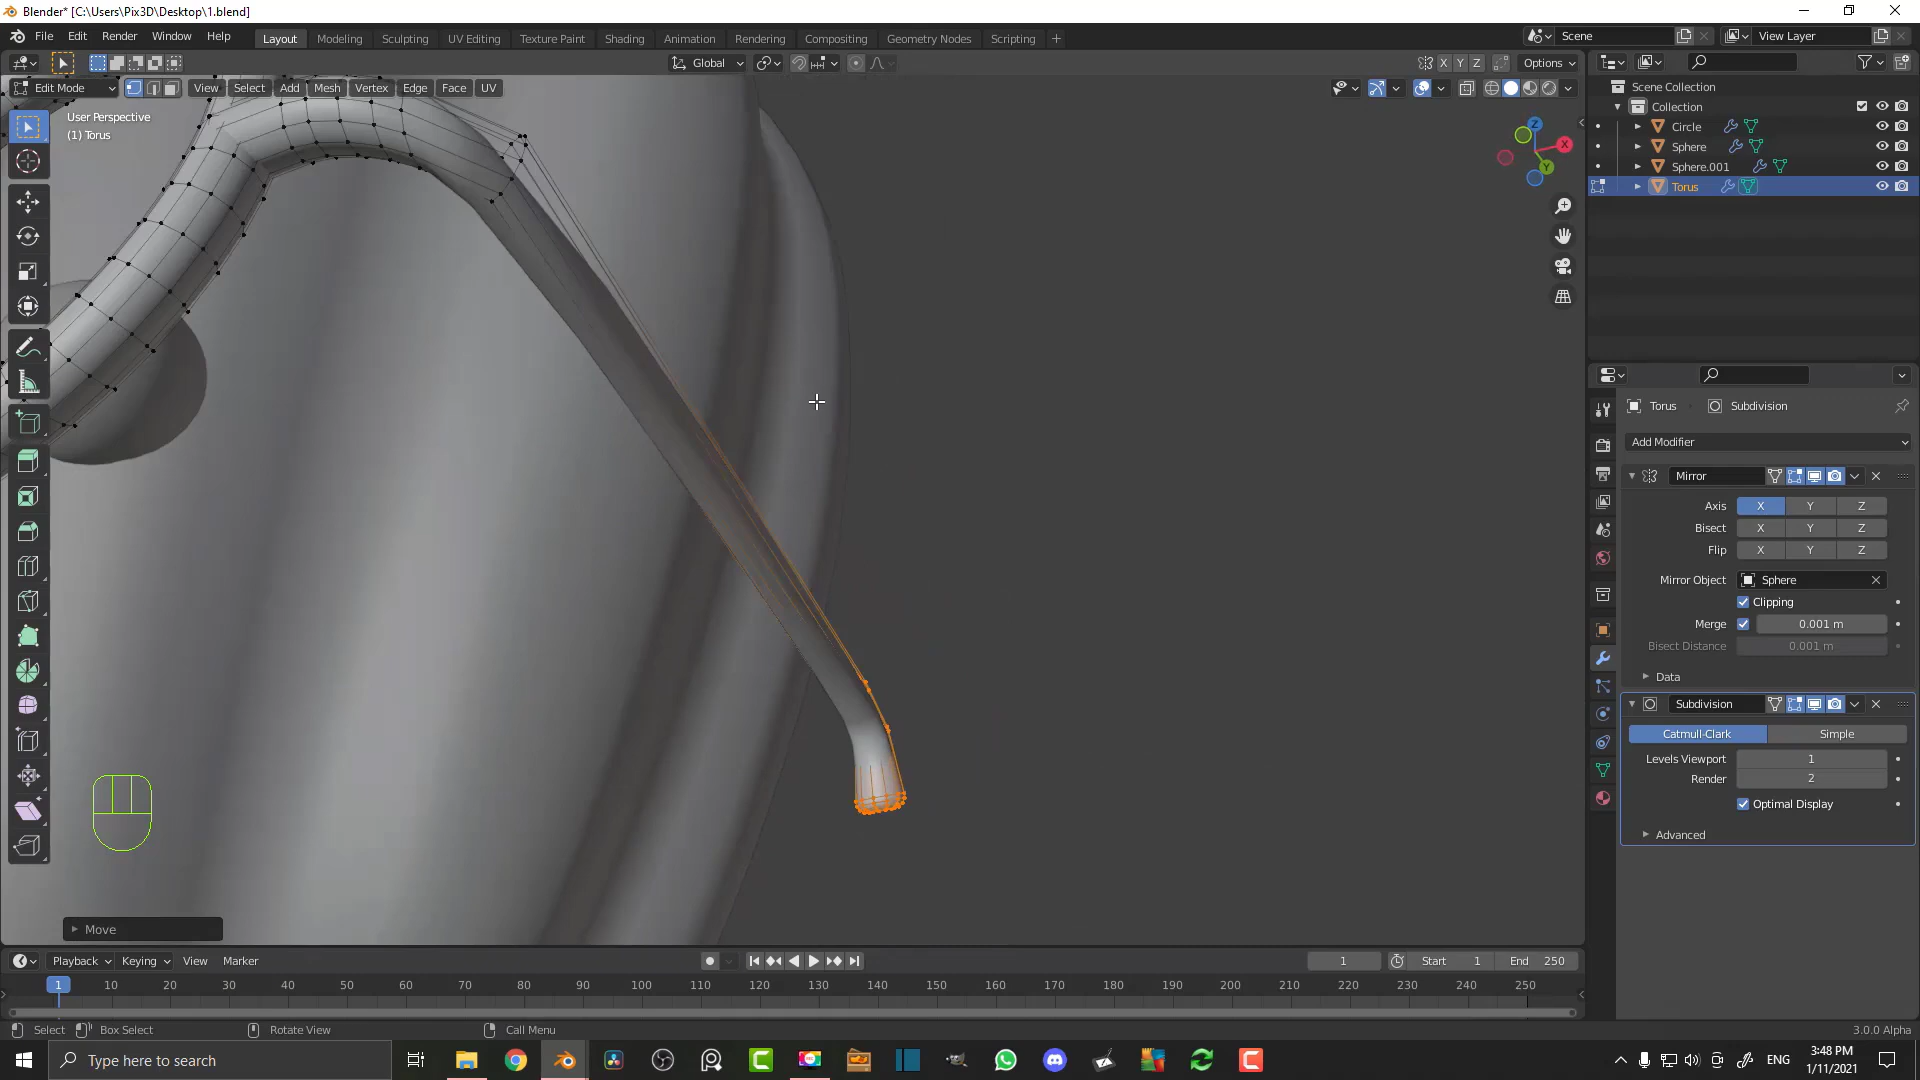 Blender* [C:\Users\Pix3D\Desktop\1.blend]
File Edit Render Window Help
Layout Modeling Sculpting UV Editing Texture Paint Shading Animation Rendering Compositing Geometry Nodes Scripting
Scene View Layer
Global X Y Z Options
Edit Mode View Select Add Mesh Vertex Edge Face UV
User Perspective
(1) Torus
Z
X
Y
Scene Collection
Collection
Circle
Sphere
Sphere.001
Torus
Torus Subdivision
Add Modifier
Mirror
Axis X Y Z
Bisect X Y Z
Flip X Y Z
Mirror Object Sphere
Clipping
Merge 0.001 m
Bisect Distance 0.001 m
Data
Subdivision
Catmull-Clark Simple
Levels Viewport 1
Render 2
Optimal Display
Advanced
Move
Playback Keying View Marker 1 Start 1 End 250
1 10 20 30 40 50 60 70 80 90 100 110 120 130 140 150 160 170 180 190 200 210 220 230 240 250
Select Box Select Rotate View Call Menu 3.0.0 Alpha
Type here to search
ENG
3:48 PM
1/11/2021